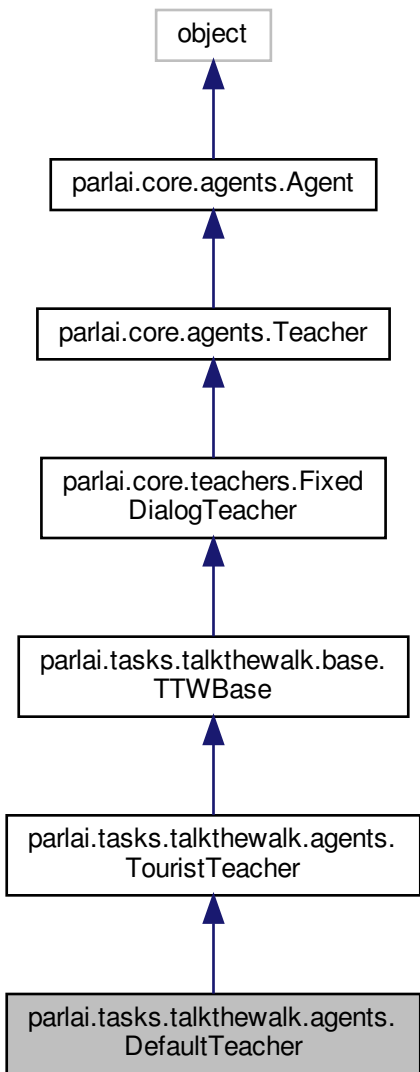 object
parlai.core.agents.Agent
parlai.core.agents.Teacher
parlai.core.teachers.Fixed
DialogTeacher
parlai.tasks.talkthewalk.base.
TTWBase
parlai.tasks.talkthewalk.agents.
TouristTeacher
parlai.tasks.talkthewalk.agents.
DefaultTeacher